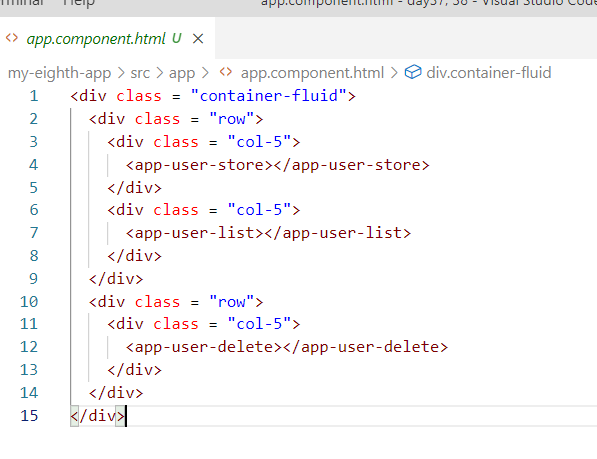 Help app.component.html - day37, 38 - Visual Studio Code
app.component.html U
my-eighth-app > src > app > app.component.html > div.container-fluid
1 <div class = "container-fluid">
2 <div class = "row">
3 <div class = "col-5">
4 <app-user-store></app-user-store>
5 </div>
6 <div class = "col-5">
7 <app-user-list></app-user-list>
8 </div>
9 </div>
10 <div class = "row">
11 <div class = "col-5">
12 <app-user-delete></app-user-delete>
13 </div>
14 </div>
15 </div>